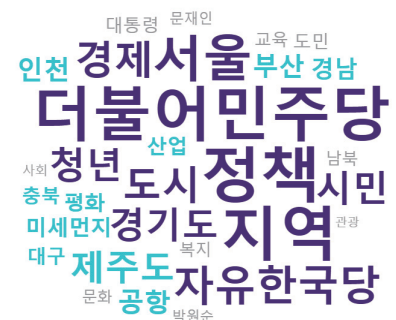 대통령 문재인
인천 경제 서울 교육 도민
부산 경남
더불어민주당
산업
사회 청년 도시 정책 남북
충북 평화 시민
미세먼지 경기도 지역 관광
대구 제주도 복지
자유한국당
문화 공항 박원순